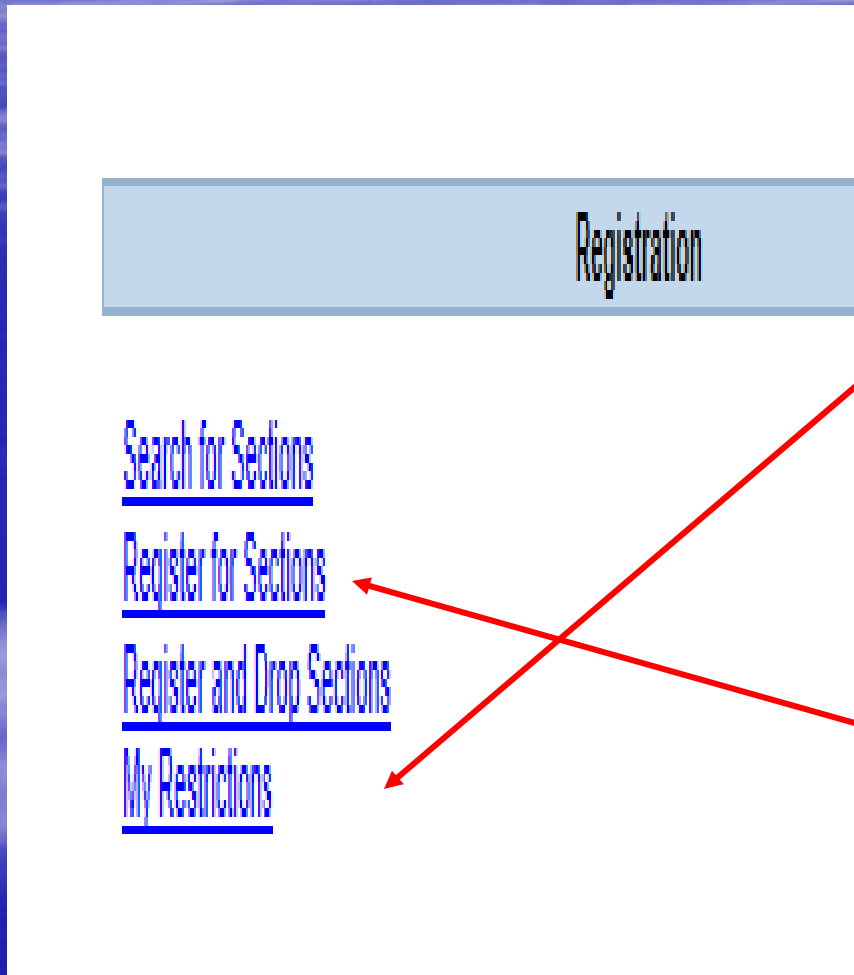 Registration
Search for Sections
Register for Sections
Register and Drop Sections
My Restrictions